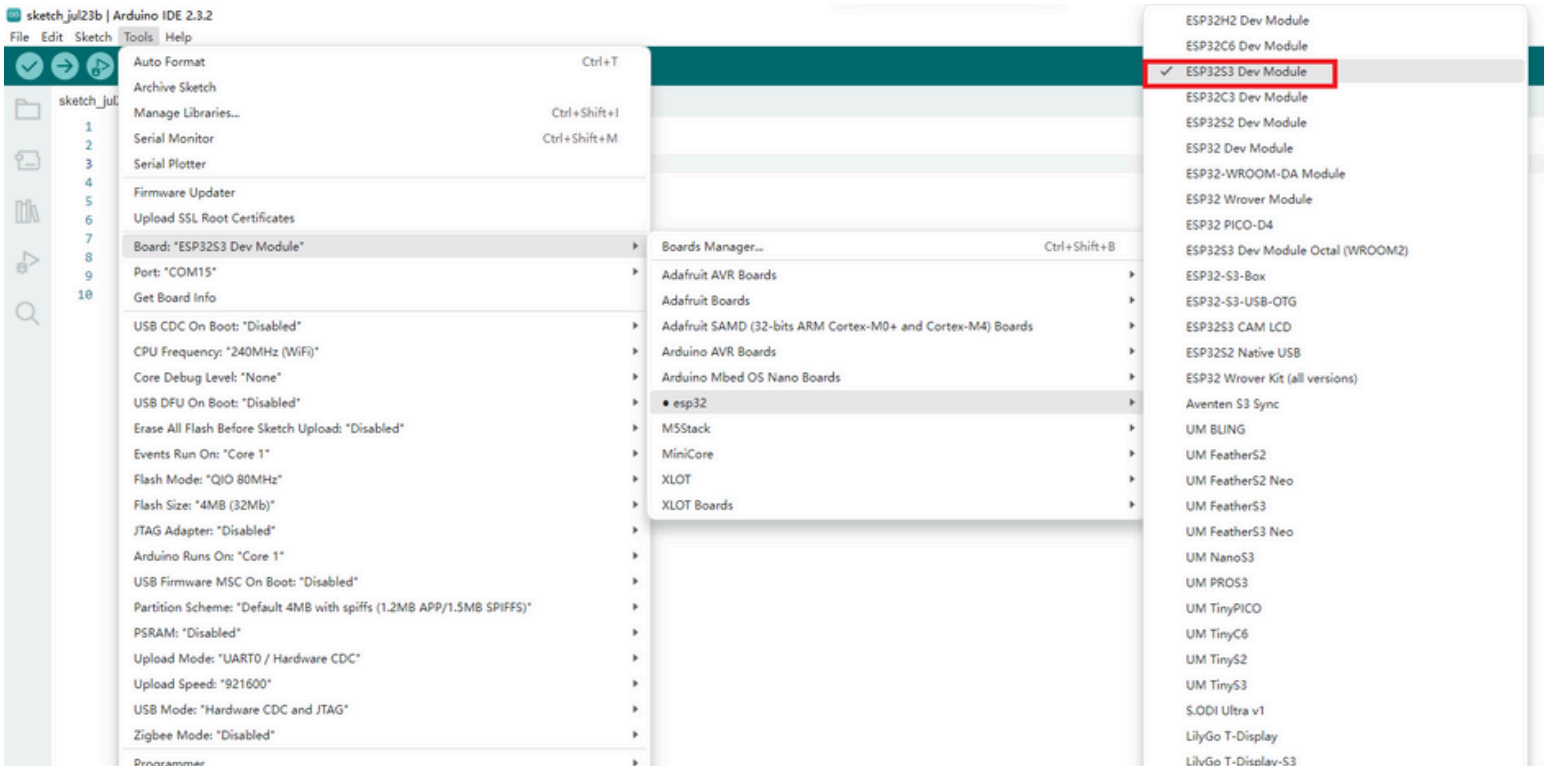 sketch_jul23b | Arduino IDE 2.3.2
File Edit Sketch Tools Help
sketch_jul
1
2
3
4
5
6
7
8
9
10
Auto Format Ctrl+T
Archive Sketch
Manage Libraries... Ctrl+Shift+I
Serial Monitor Ctrl+Shift+M
Serial Plotter
Firmware Updater
Upload SSL Root Certificates
Board: "ESP32S3 Dev Module"
Port: "COM15"
Get Board Info
USB CDC On Boot: "Disabled"
CPU Frequency: "240MHz (WiFi)"
Core Debug Level: "None"
USB DFU On Boot: "Disabled"
Erase All Flash Before Sketch Upload: "Disabled"
Events Run On: "Core 1"
Flash Mode: "QIO 80MHz"
Flash Size: "4MB (32Mb)"
JTAG Adapter: "Disabled"
Arduino Runs On: "Core 1"
USB Firmware MSC On Boot: "Disabled"
Partition Scheme: "Default 4MB with spiffs (1.2MB APP/1.5MB SPIFFS)"
PSRAM: "Disabled"
Upload Mode: "UART0 / Hardware CDC"
Upload Speed: "921600"
USB Mode: "Hardware CDC and JTAG"
Zigbee Mode: "Disabled"
Programmer
Boards Manager... Ctrl+Shift+B
Adafruit AVR Boards
Adafruit Boards
Adafruit SAMD (32-bits ARM Cortex-M0+ and Cortex-M4) Boards
Arduino AVR Boards
Arduino Mbed OS Nano Boards
● esp32
M5Stack
MiniCore
XLOT
XLOT Boards
ESP32H2 Dev Module
ESP32C6 Dev Module
✓ ESP32S3 Dev Module
ESP32C3 Dev Module
ESP32S2 Dev Module
ESP32 Dev Module
ESP32-WROOM-DA Module
ESP32 Wrover Module
ESP32 PICO-D4
ESP32S3 Dev Module Octal (WROOM2)
ESP32-S3-Box
ESP32-S3-USB-OTG
ESP32S3 CAM LCD
ESP32S2 Native USB
ESP32 Wrover Kit (all versions)
Aventen S3 Sync
UM BLING
UM FeatherS2
UM FeatherS2 Neo
UM FeatherS3
UM FeatherS3 Neo
UM NanoS3
UM PROS3
UM TinyPICO
UM TinyC6
UM TinyS2
UM TinyS3
S.ODI Ultra v1
LilyGo T-Display
LilyGo T-Display-S3